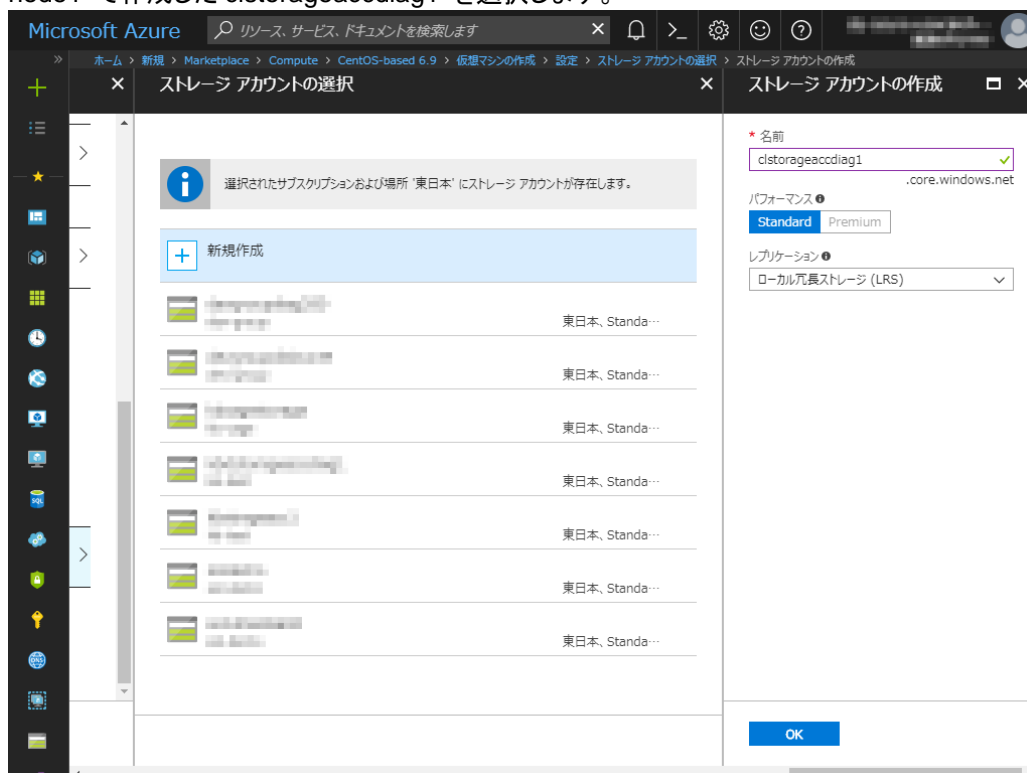 node1 で作成した clstorageaccdiag1 を選択します。
Microsoft Azure
リソース、サービス、ドキュメントを検索します
ホーム > 新規 > Marketplace > Compute > CentOS-based 6.9 > 仮想マシンの作成 > 設定 > ストレージ アカウントの選択 > ストレージ アカウントの作成
ストレージ アカウントの選択
選択されたサブスクリプションおよび場所 '東日本' にストレージ アカウントが存在します。
新規作成
東日本、Standa…
東日本、Standa…
東日本、Standa…
東日本、Standa…
東日本、Standa…
東日本、Standa…
東日本、Standa…
ストレージ アカウントの作成
* 名前
clstorageaccdiag1
.core.windows.net
パフォーマンス
Standard Premium
レプリケーション
ローカル冗長ストレージ (LRS)
OK
SQL
DNS